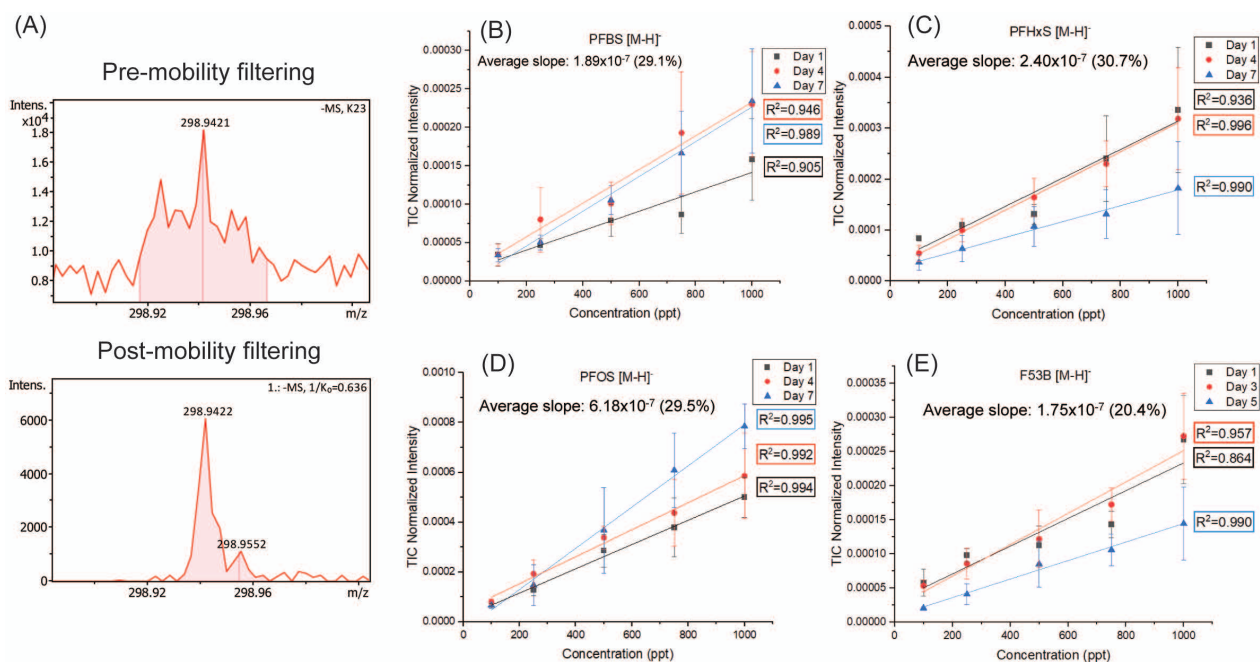 (A)
Pre-mobility filtering
Intens.
x10⁴
-MS, K23
298.9421
1.8
1.6
1.4
1.2
1.0
0.8
298.92
298.96
m/z
Post-mobility filtering
Intens.
1.: -MS, 1/K₀=0.636
298.9422
6000
4000
2000
0
298.9552
298.92
298.96
m/z
(B)
PFBS [M-H]⁻
Average slope: 1.89x10⁻⁷ (29.1%)
Day 1
Day 4
Day 7
R²=0.946
R²=0.989
R²=0.905
TIC Normalized Intensity
0.00030
0.00025
0.00020
0.00015
0.00010
0.00005
0.00000
0
200
400
600
800
1000
Concentration (ppt)
(C)
PFHxS [M-H]⁻
Average slope: 2.40x10⁻⁷ (30.7%)
Day 1
Day 4
Day 7
R²=0.936
R²=0.996
R²=0.990
TIC Normalized Intensity
0.0005
0.0004
0.0003
0.0002
0.0001
0.0000
0
200
400
600
800
1000
Concentration (ppt)
(D)
PFOS [M-H]⁻
Average slope: 6.18x10⁻⁷ (29.5%)
Day 1
Day 4
Day 7
R²=0.995
R²=0.992
R²=0.994
TIC Normalized Intensity
0.0010
0.0008
0.0006
0.0004
0.0002
0.0000
0
200
400
600
800
1000
Concentration (ppt)
(E)
F53B [M-H]⁻
Average slope: 1.75x10⁻⁷ (20.4%)
Day 1
Day 3
Day 5
R²=0.957
R²=0.864
R²=0.990
TIC Normalized Intensity
0.00035
0.00030
0.00025
0.00020
0.00015
0.00010
0.00005
0.00000
0
200
400
600
800
1000
Concentration (ppt)